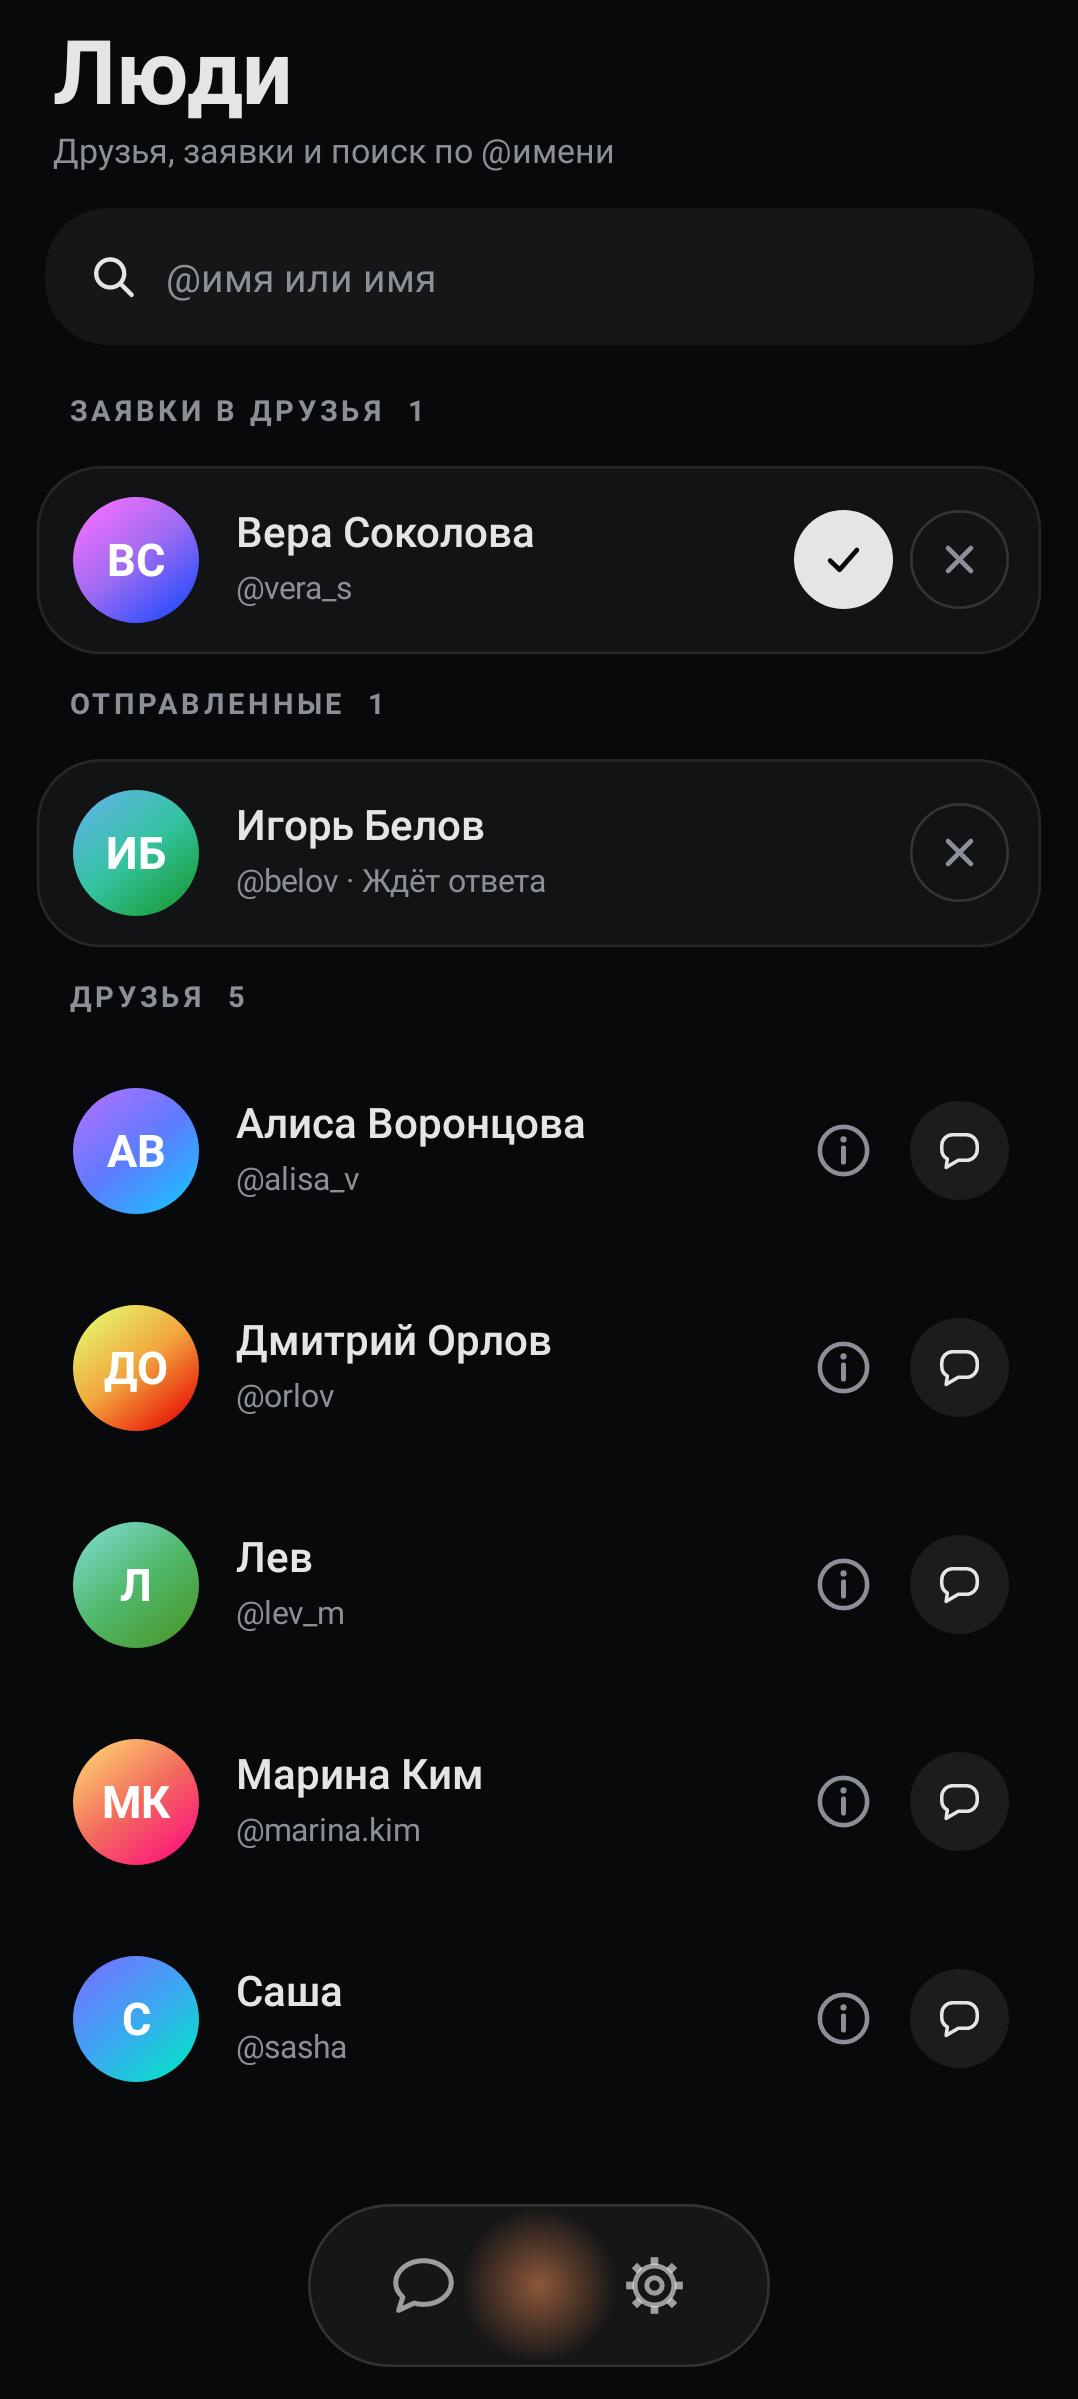 Люди
Друзья, заявки и поиск по @имени
@имя или имя
ЗАЯВКИ В ДРУЗЬЯ 1
ВС
Вера Соколова
@vera_s
ОТПРАВЛЕННЫЕ 1
ИБ
Игорь Белов
@belov · Ждёт ответа
ДРУЗЬЯ 5
АВ
Алиса Воронцова
@alisa_v
ДО
Дмитрий Орлов
@orlov
Л
Лев
@lev_m
МК
Марина Ким
@marina.kim
С
Саша
@sasha